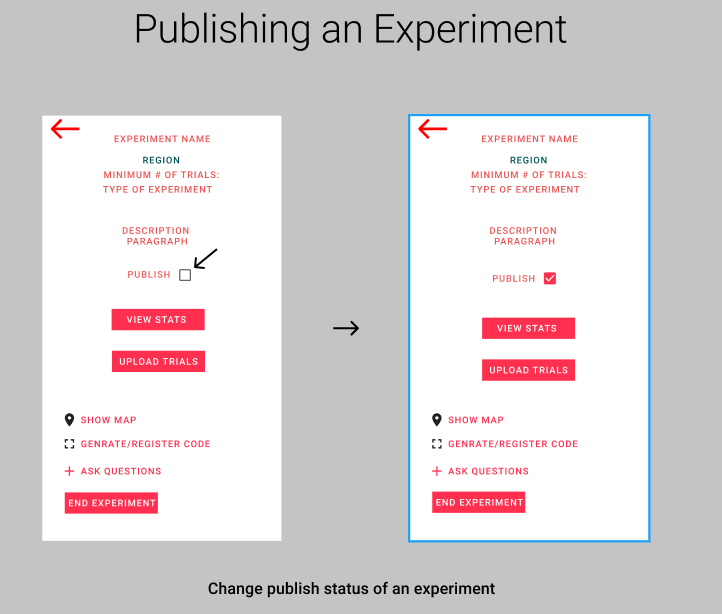 Publishing an Experiment
EXPERIMENT NAME
REGION
MINIMUM # OF TRIALS:
TYPE OF EXPERIMENT
DESCRIPTION
PARAGRAPH
PUBLISH
VIEW STATS
UPLOAD TRIALS
SHOW MAP
GENRATE/REGISTER CODE
ASK QUESTIONS
END EXPERIMENT
EXPERIMENT NAME
REGION
MINIMUM # OF TRIALS:
TYPE OF EXPERIMENT
DESCRIPTION
PARAGRAPH
PUBLISH
VIEW STATS
UPLOAD TRIALS
SHOW MAP
GENRATE/REGISTER CODE
ASK QUESTIONS
END EXPERIMENT
Change publish status of an experiment